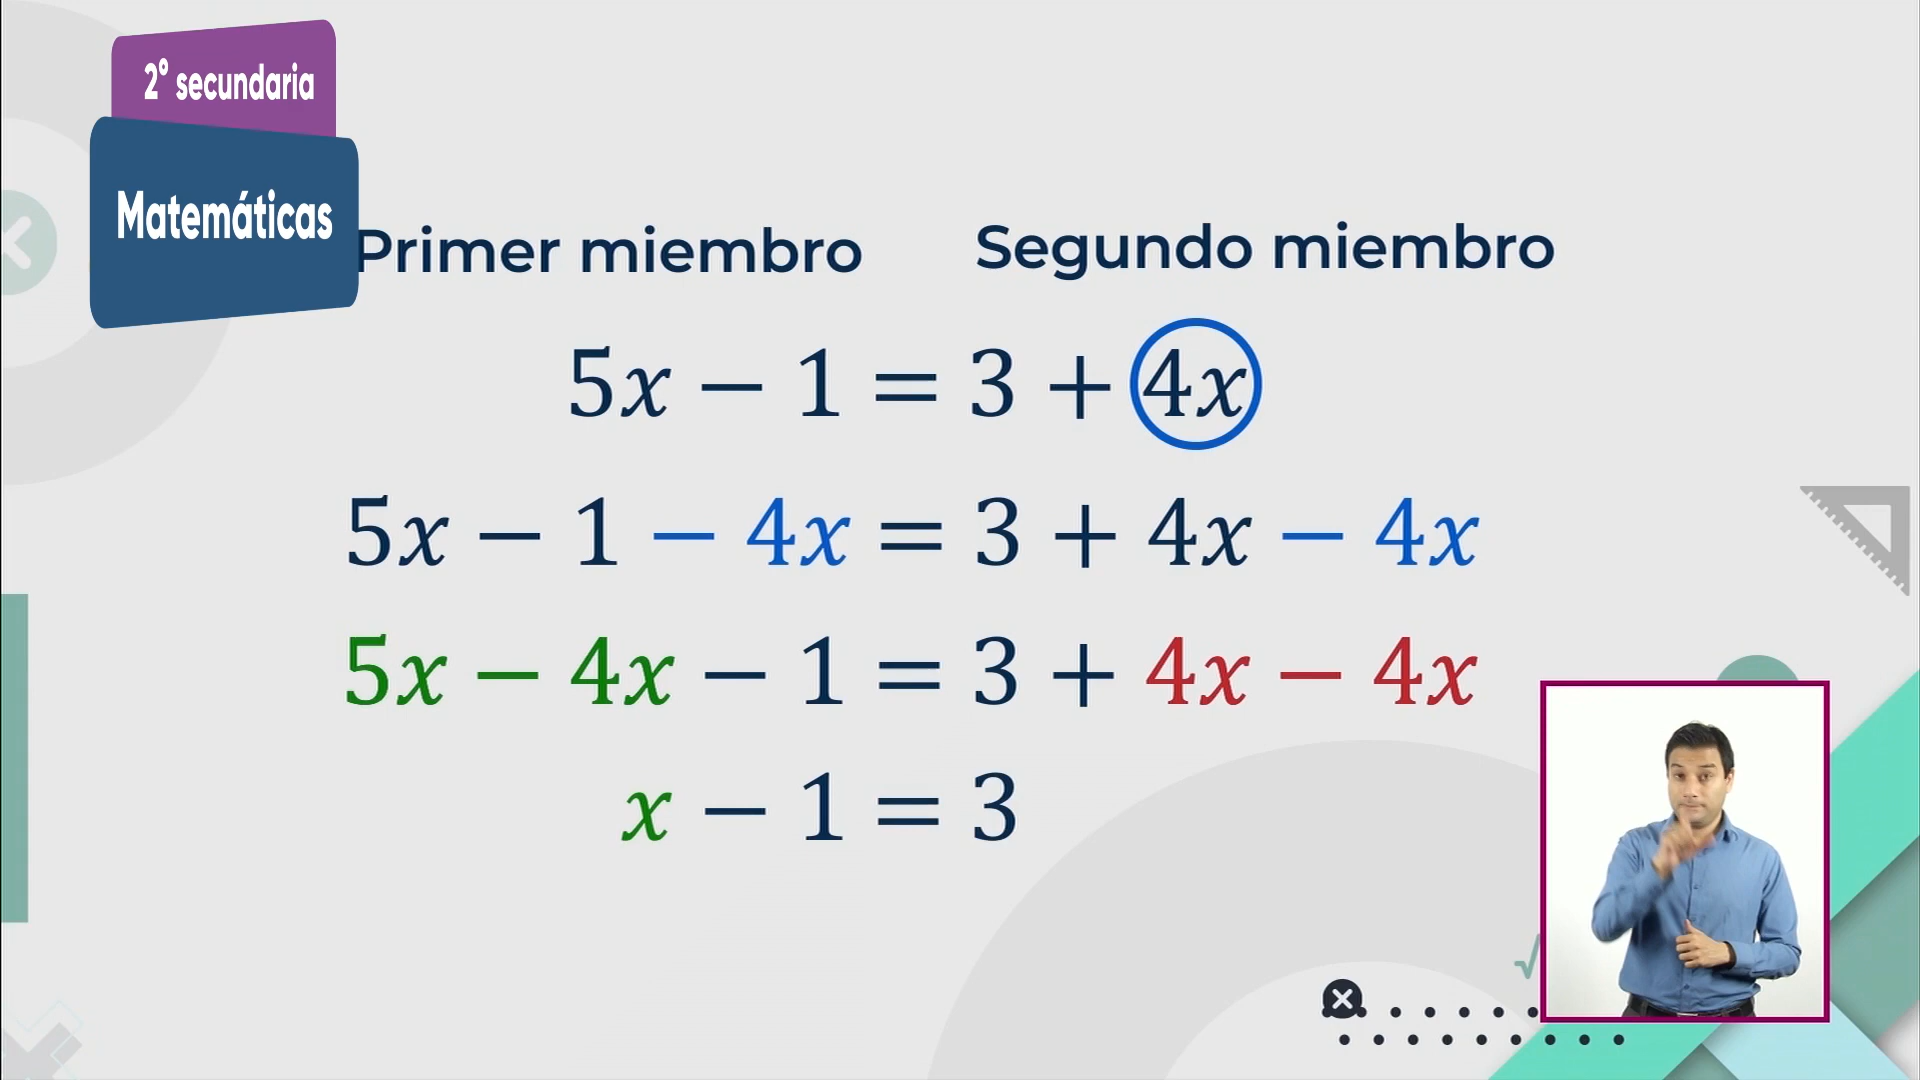 2° secundaria
Matemáticas
Primer miembro Segundo miembro
5x − 1 = 3 + 4x
5x − 1 − 4x = 3 + 4x − 4x
5x − 4x − 1 = 3 + 4x − 4x
x − 1 = 3